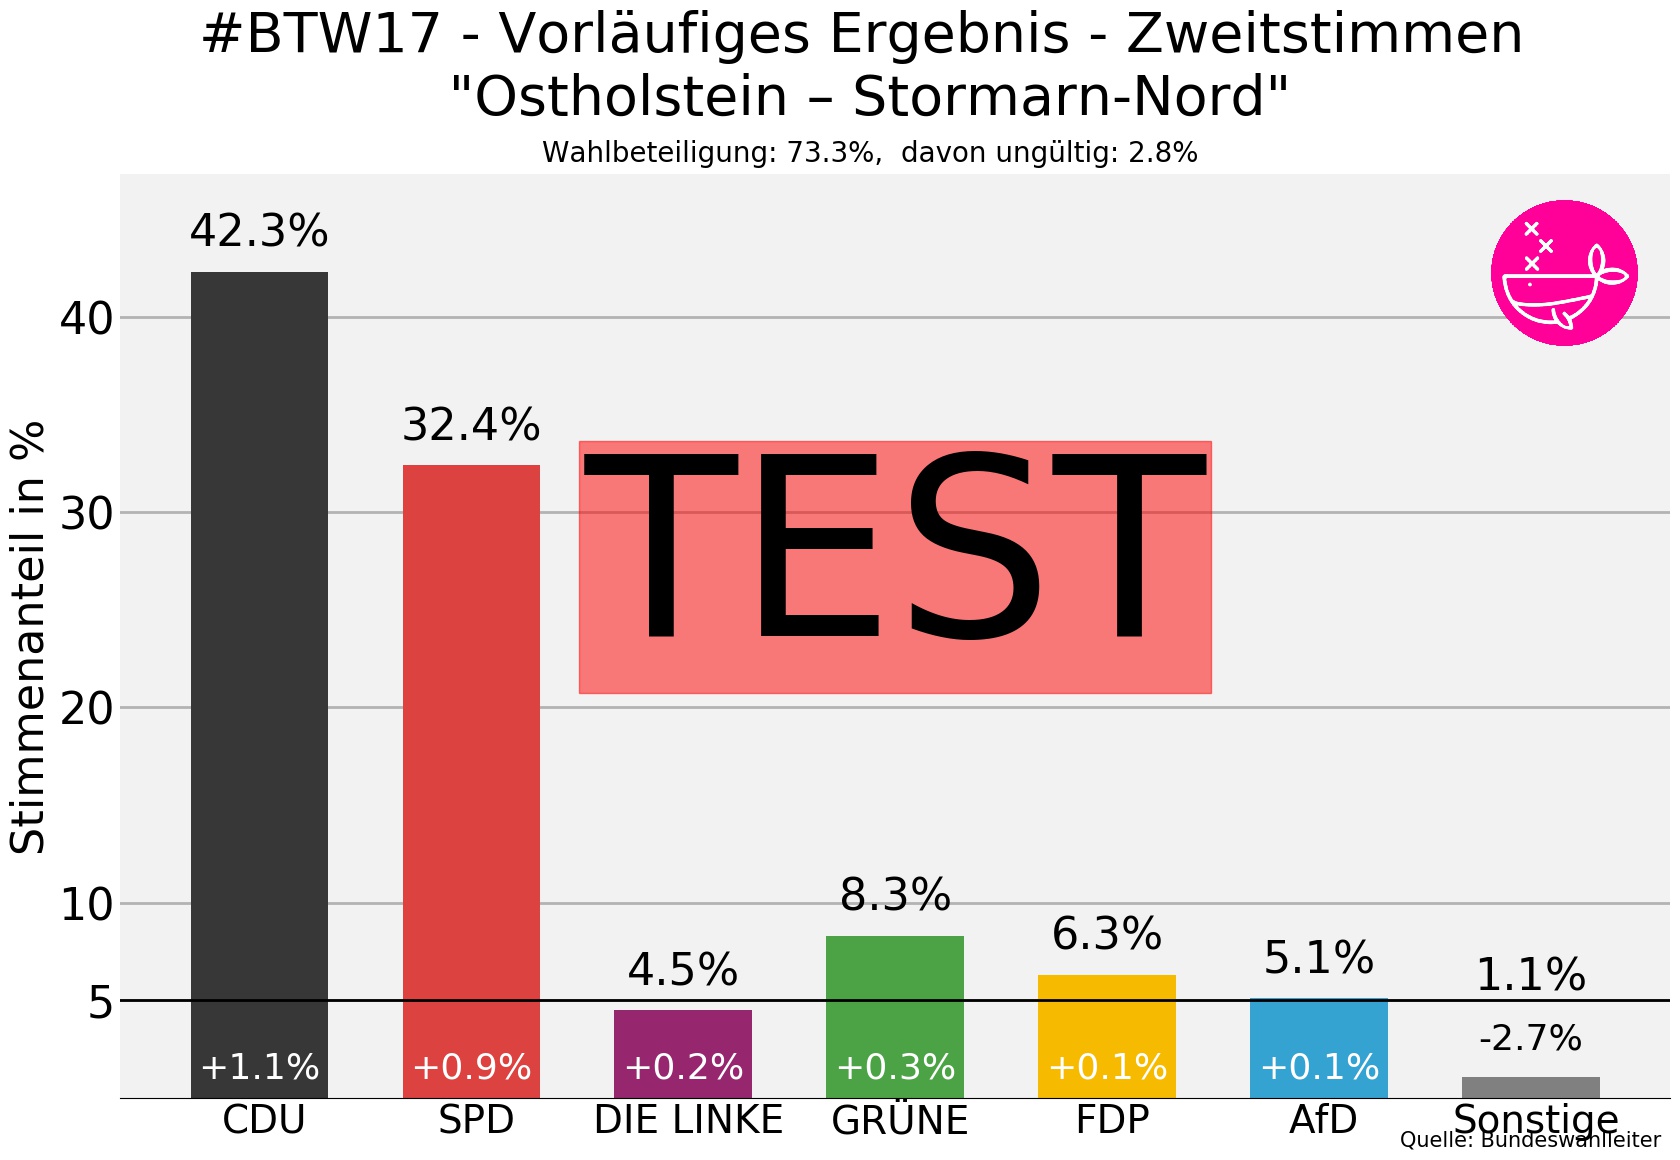 #BTW17 - Vorläufiges Ergebnis - Zweitstimmen
"Ostholstein – Stormarn-Nord"
Wahlbeteiligung: 73.3%,  davon ungültig: 2.8%
Stimmenanteil in %
40
30
20
10
5
42.3%
32.4%
4.5%
8.3%
6.3%
5.1%
1.1%
TEST
+1.1%
+0.9%
+0.2%
+0.3%
+0.1%
+0.1%
-2.7%
CDU
SPD
DIE LINKE
GRÜNE
FDP
AfD
Sonstige
Quelle: Bundeswahlleiter